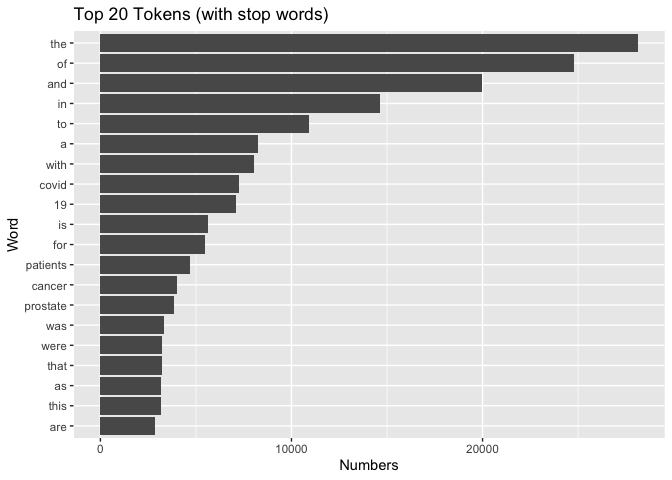 Top 20 Tokens (with stop words)
the
of
and
in
to
a
with
covid
19
is
for
patients
cancer
prostate
was
were
that
as
this
are
Word
0 10000 20000
Numbers